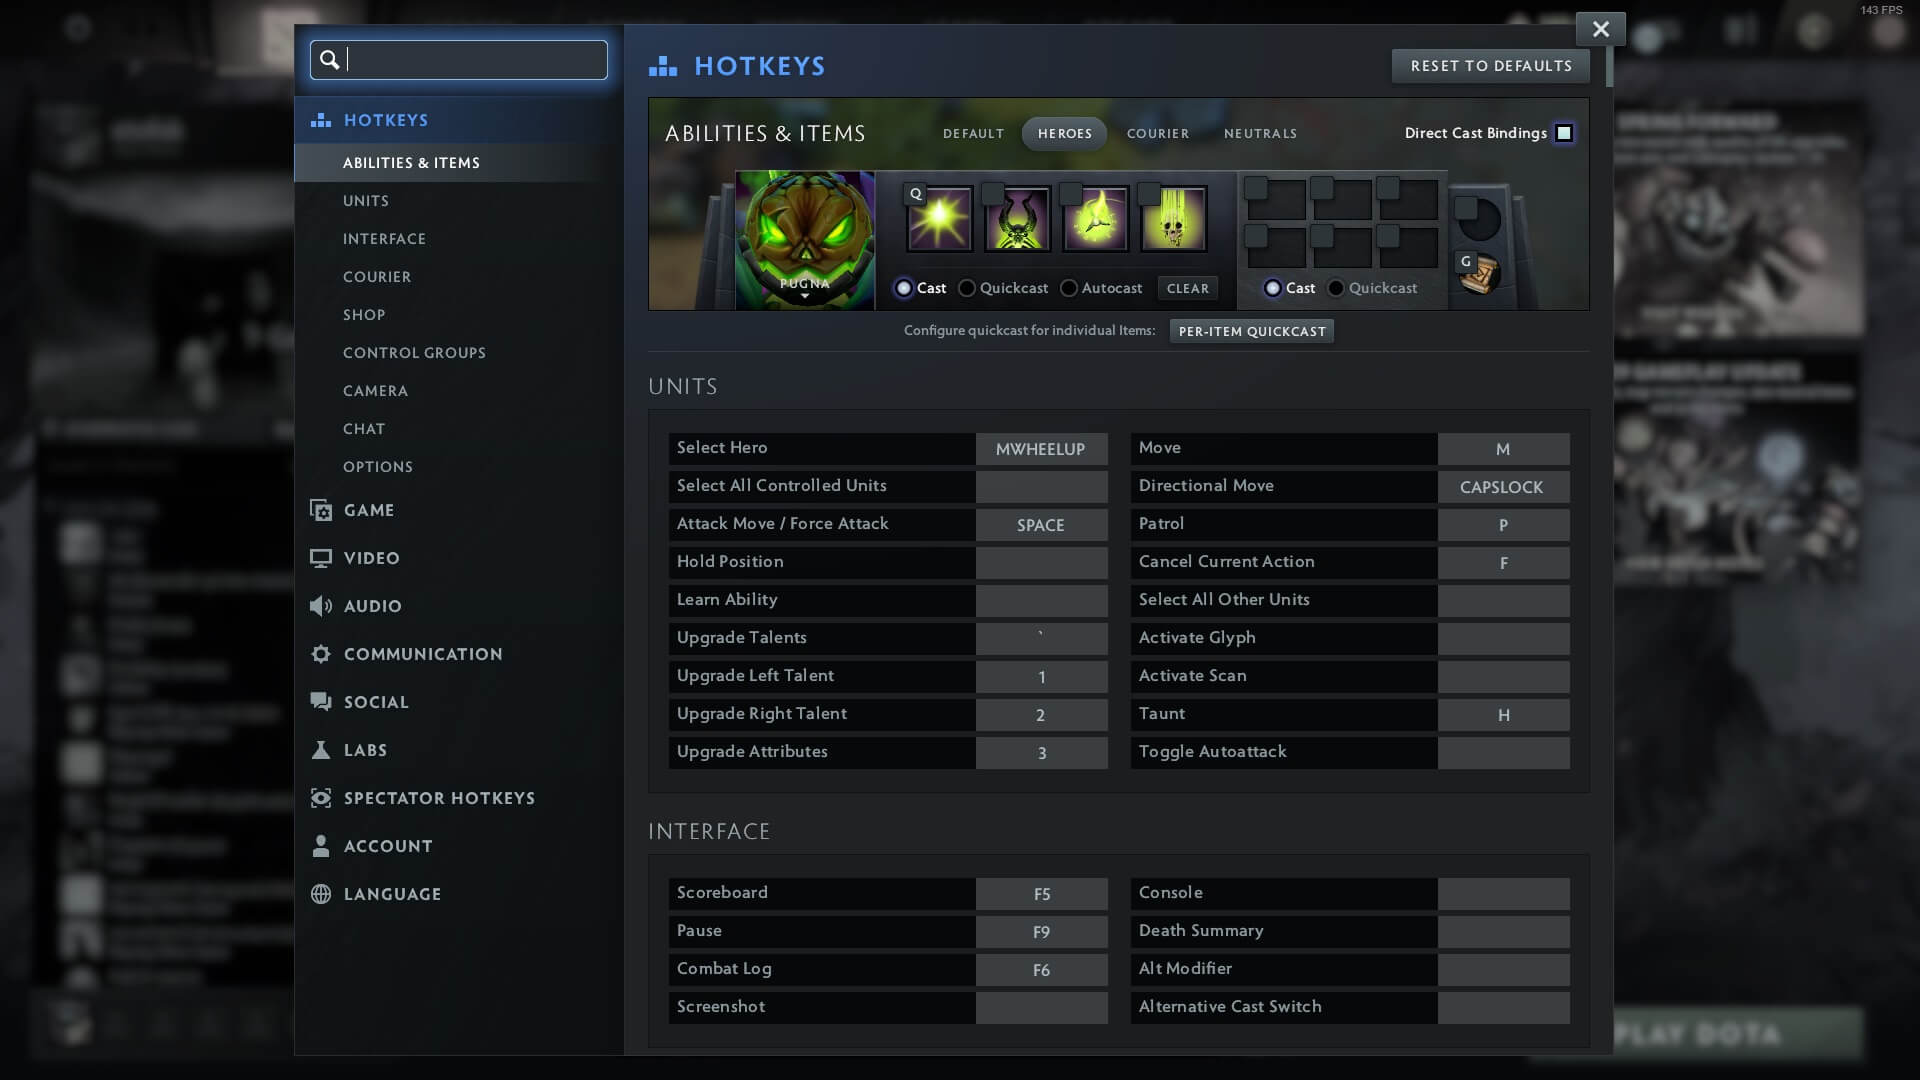 143 FPS
HOTKEYS
ABILITIES & ITEMS
UNITS
INTERFACE
COURIER
SHOP
CONTROL GROUPS
CAMERA
CHAT
OPTIONS
GAME
VIDEO
AUDIO
COMMUNICATION
SOCIAL
LABS
SPECTATOR HOTKEYS
ACCOUNT
LANGUAGE
HOTKEYS
RESET TO DEFAULTS
ABILITIES & ITEMS
DEFAULT
HEROES
COURIER
NEUTRALS
Direct Cast Bindings
PUGNA
Q
Cast
Quickcast
Autocast
CLEAR
Cast
Quickcast
G
Configure quickcast for individual Items:
PER-ITEM QUICKCAST
UNITS
Select Hero MWHEELUP
Select All Controlled Units
Attack Move / Force Attack SPACE
Hold Position
Learn Ability
Upgrade Talents `
Upgrade Left Talent 1
Upgrade Right Talent 2
Upgrade Attributes 3
Move M
Directional Move CAPSLOCK
Patrol P
Cancel Current Action F
Select All Other Units
Activate Glyph
Activate Scan
Taunt H
Toggle Autoattack
INTERFACE
Scoreboard F5
Pause F9
Combat Log F6
Screenshot
Console
Death Summary
Alt Modifier
Alternative Cast Switch
SPRING FORWARD
GAMEPLAY UPDATE
PLAY DOTA